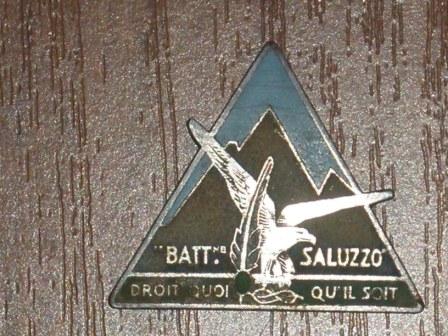 "BATT.NE SALUZZO"
DROIT QUOI QU'IL SOIT